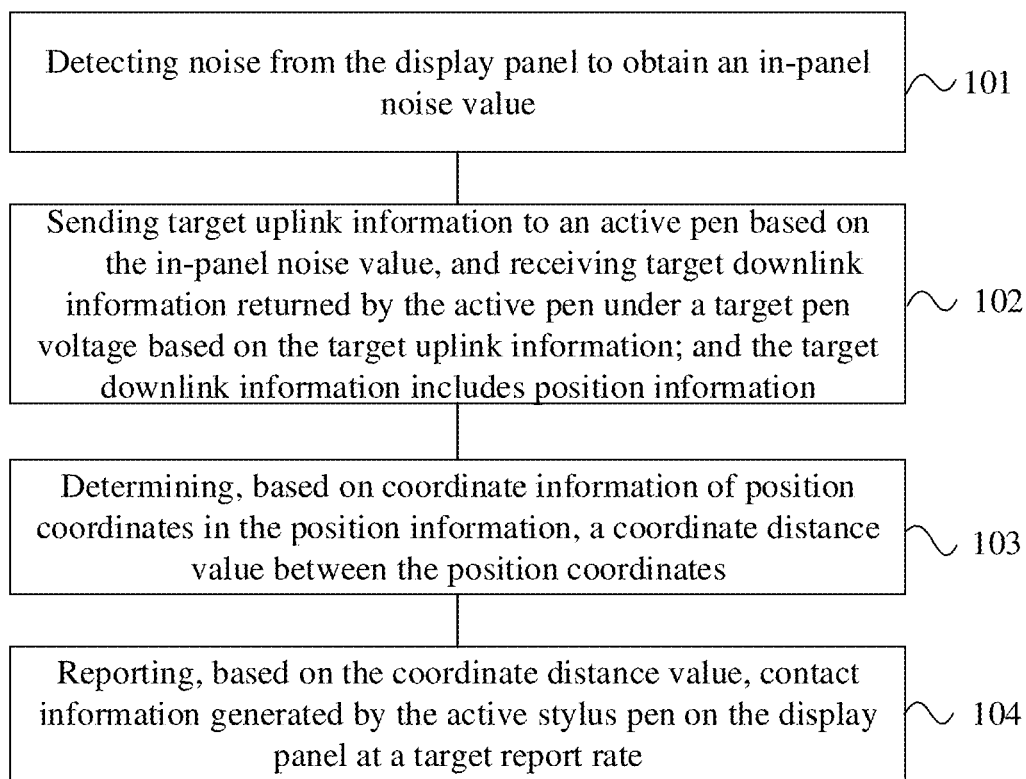 Detecting noise from the display panel to obtain an in-panel
noise value
101
Sending target uplink information to an active pen based on
the in-panel noise value, and receiving target downlink
information returned by the active pen under a target pen
voltage based on the target uplink information; and the target
downlink information includes position information
102
Determining, based on coordinate information of position
coordinates in the position information, a coordinate distance
value between the position coordinates
103
Reporting, based on the coordinate distance value, contact
information generated by the active stylus pen on the display
panel at a target report rate
104